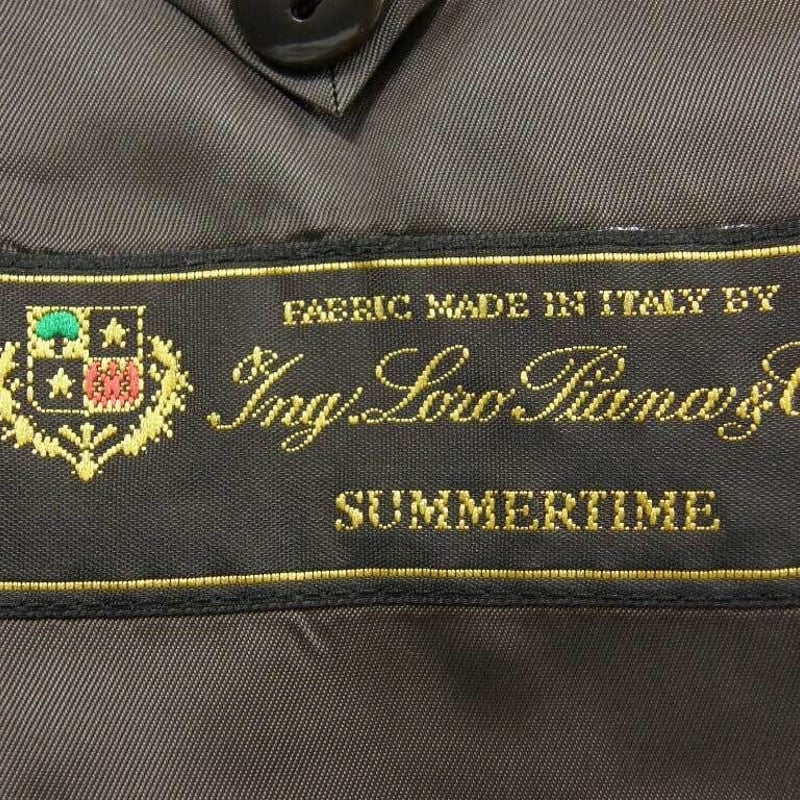 FABRIC MADE IN ITALY BY
Ing. Loro Piana & C
SUMMERTIME